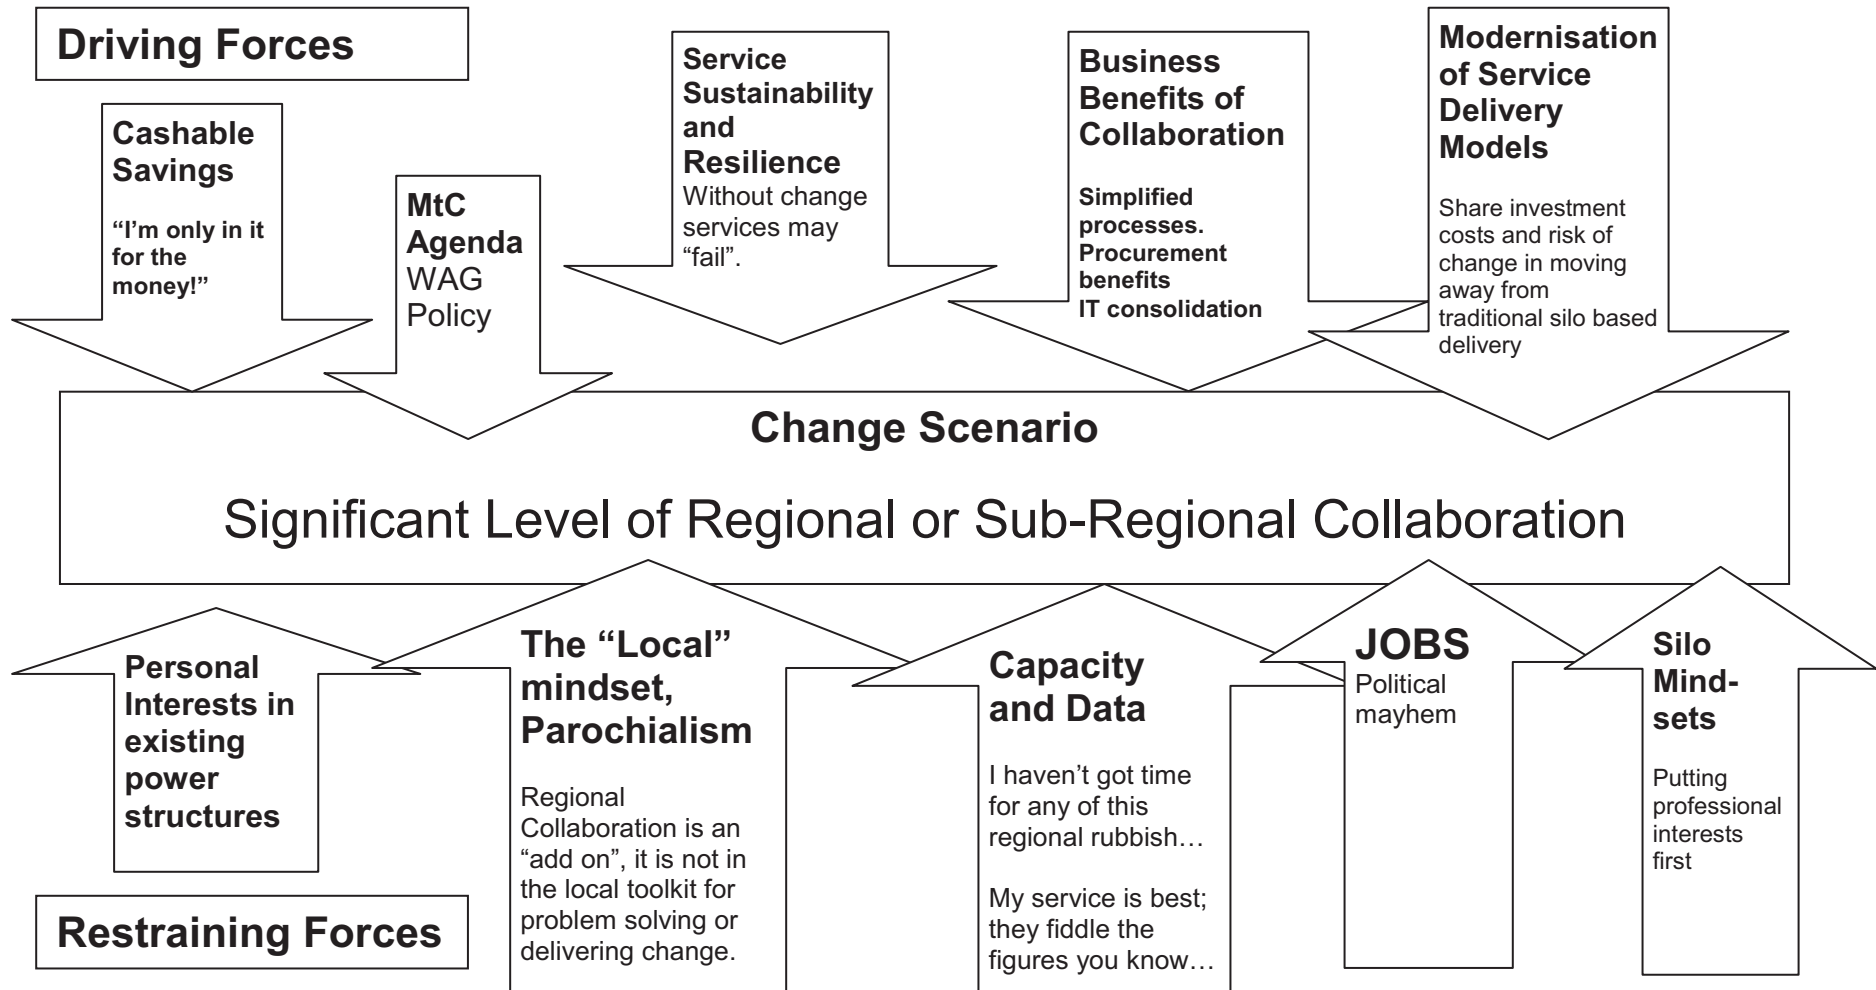 Driving Forces
Cashable
Savings
“I’m only in it
for the
money!”
MtC
Agenda
WAG
Policy
Service
Sustainability
and
Resilience
Without change
services may
“fail”.
Business
Benefits of
Collaboration
Simplified
processes.
Procurement
benefits
IT consolidation
Modernisation
of Service
Delivery
Models
Share investment
costs and risk of
change in moving
away from
traditional silo based
delivery
Change Scenario
Significant Level of Regional or Sub-Regional Collaboration
Personal
Interests in
existing
power
structures
The “Local”
mindset,
Parochialism
Regional
Collaboration is an
“add on”, it is not in
the local toolkit for
problem solving or
delivering change.
Capacity
and Data
I haven’t got time
for any of this
regional rubbish…
My service is best;
they fiddle the
figures you know…
JOBS
Political
mayhem
Silo
Mind-
sets
Putting
professional
interests
first
Restraining Forces